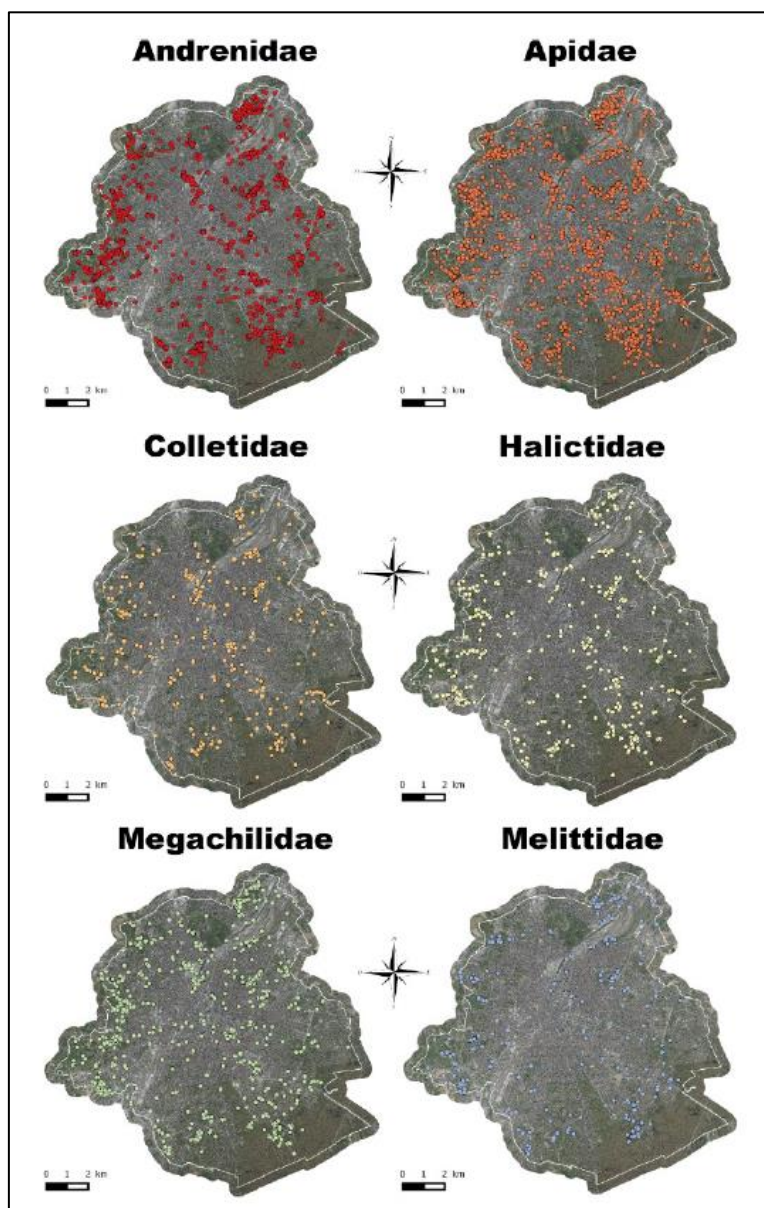 Andrenidae Apidae
0 1 2 km 0 1 2 km
Colletidae Halictidae
0 1 2 km 0 1 2 km
Megachilidae Melittidae
0 1 2 km 0 1 2 km